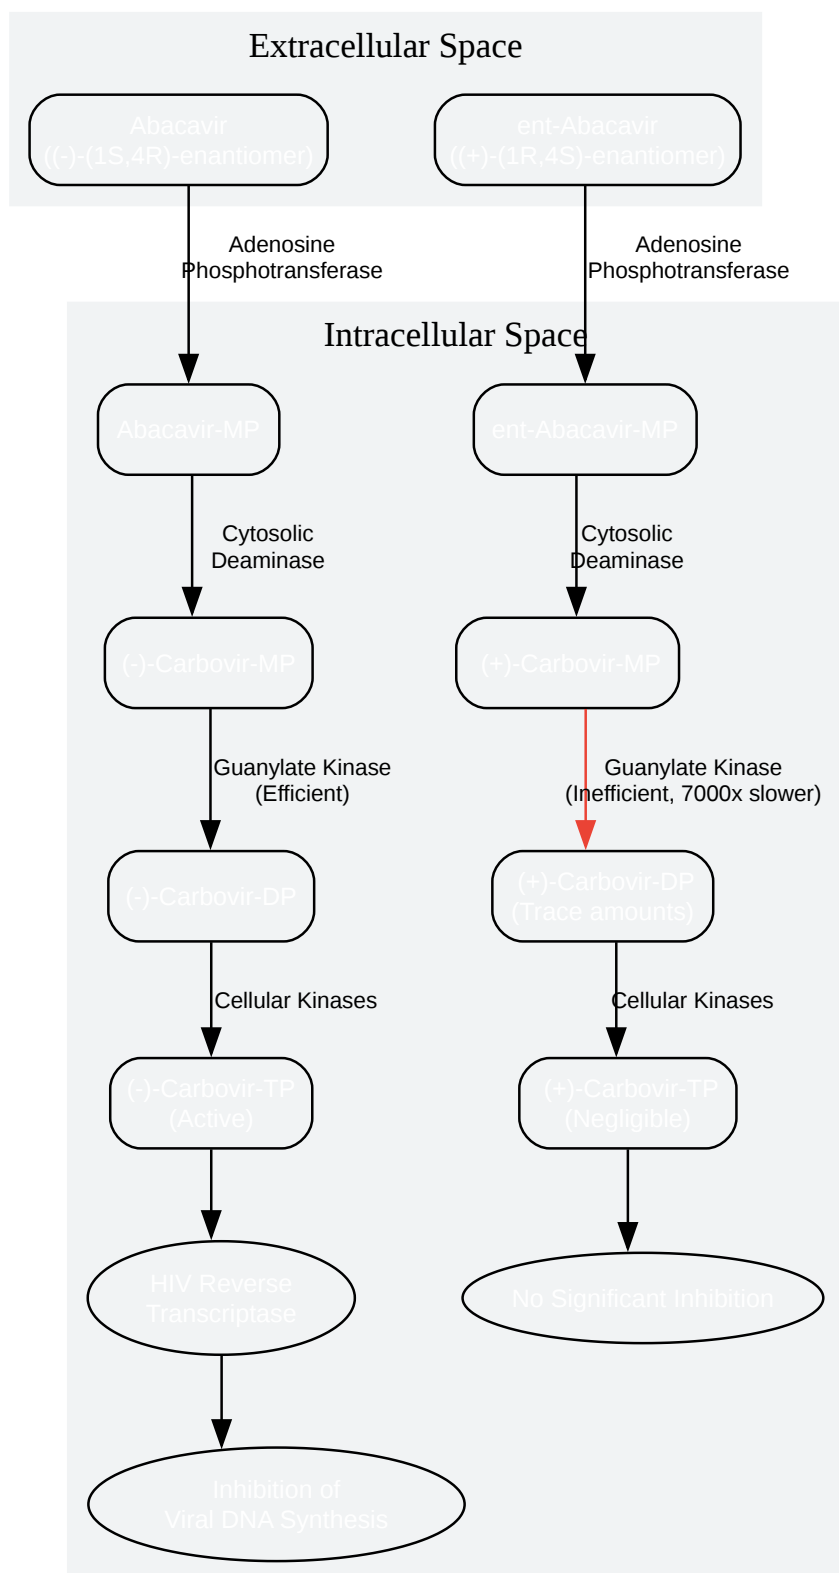 Extracellular Space
Abacavir
((-)-(1S,4R)-enantiomer)
ent-Abacavir
((+)-(1R,4S)-enantiomer)
Adenosine
Phosphotransferase
Adenosine
Phosphotransferase
Intracellular Space
Abacavir-MP
ent-Abacavir-MP
Cytosolic
Deaminase
Cytosolic
Deaminase
(-)-Carbovir-MP
(+)-Carbovir-MP
Guanylate Kinase
(Efficient)
Guanylate Kinase
(Inefficient, 7000x slower)
(-)-Carbovir-DP
(+)-Carbovir-DP
(Trace amounts)
Cellular Kinases
Cellular Kinases
(-)-Carbovir-TP
(Active)
(+)-Carbovir-TP
(Negligible)
HIV Reverse
Transcriptase
No Significant Inhibition
Inhibition of
Viral DNA Synthesis